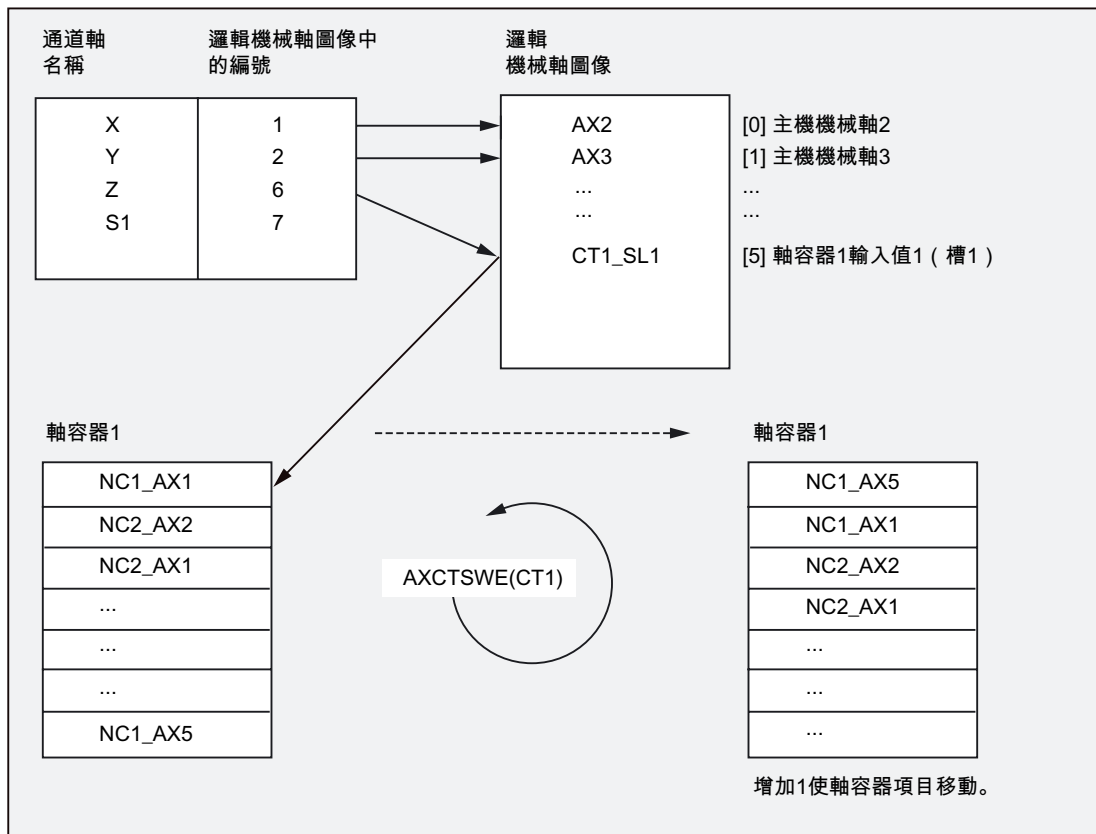 通道軸
名稱
邏輯機械軸圖像中
的編號
邏輯
機械軸圖像
X 1 AX2 [0] 主機機械軸2
Y 2 AX3 [1] 主機機械軸3
Z 6 ... ...
S1 7 ... ...
CT1_SL1 [5] 軸容器1輸入值1(槽1)
軸容器1
NC1_AX1
NC2_AX2
NC2_AX1
...
...
...
NC1_AX5
AXCTSWE(CT1)
軸容器1
NC1_AX5
NC1_AX1
NC2_AX2
NC2_AX1
...
...
...
增加1使軸容器項目移動。